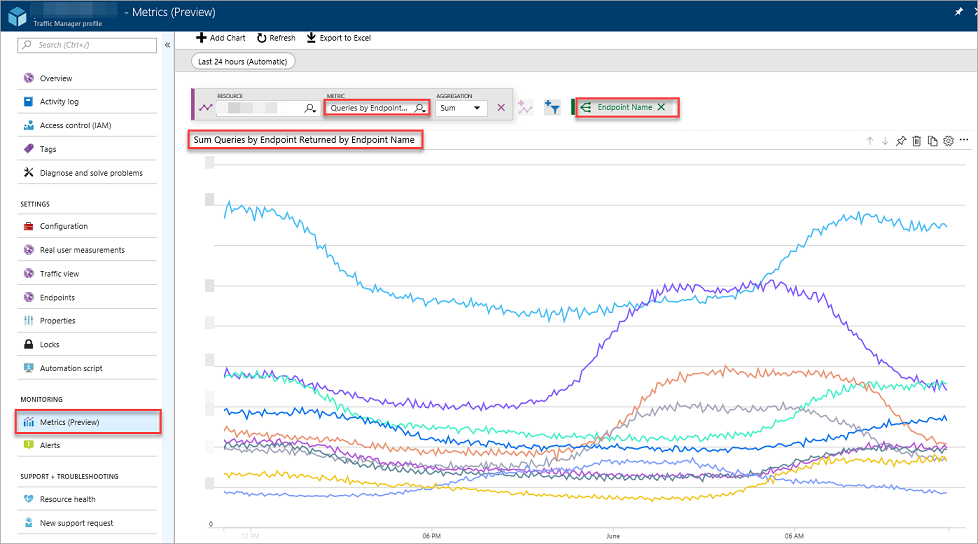 - Metrics (Preview)
Traffic Manager profile
Search (Ctrl+/)
«
Overview
Activity log
Access control (IAM)
Tags
Diagnose and solve problems
SETTINGS
Configuration
Real user measurements
Traffic view
Endpoints
Properties
Locks
Automation script
MONITORING
Metrics (Preview)
Alerts
SUPPORT + TROUBLESHOOTING
Resource health
New support request
Add Chart Refresh Export to Excel
Last 24 hours (Automatic)
RESOURCE METRIC AGGREGATION
Queries by Endpoint... Sum Endpoint Name
Sum Queries by Endpoint Returned by Endpoint Name
0
12 PM 06 PM June 06 AM